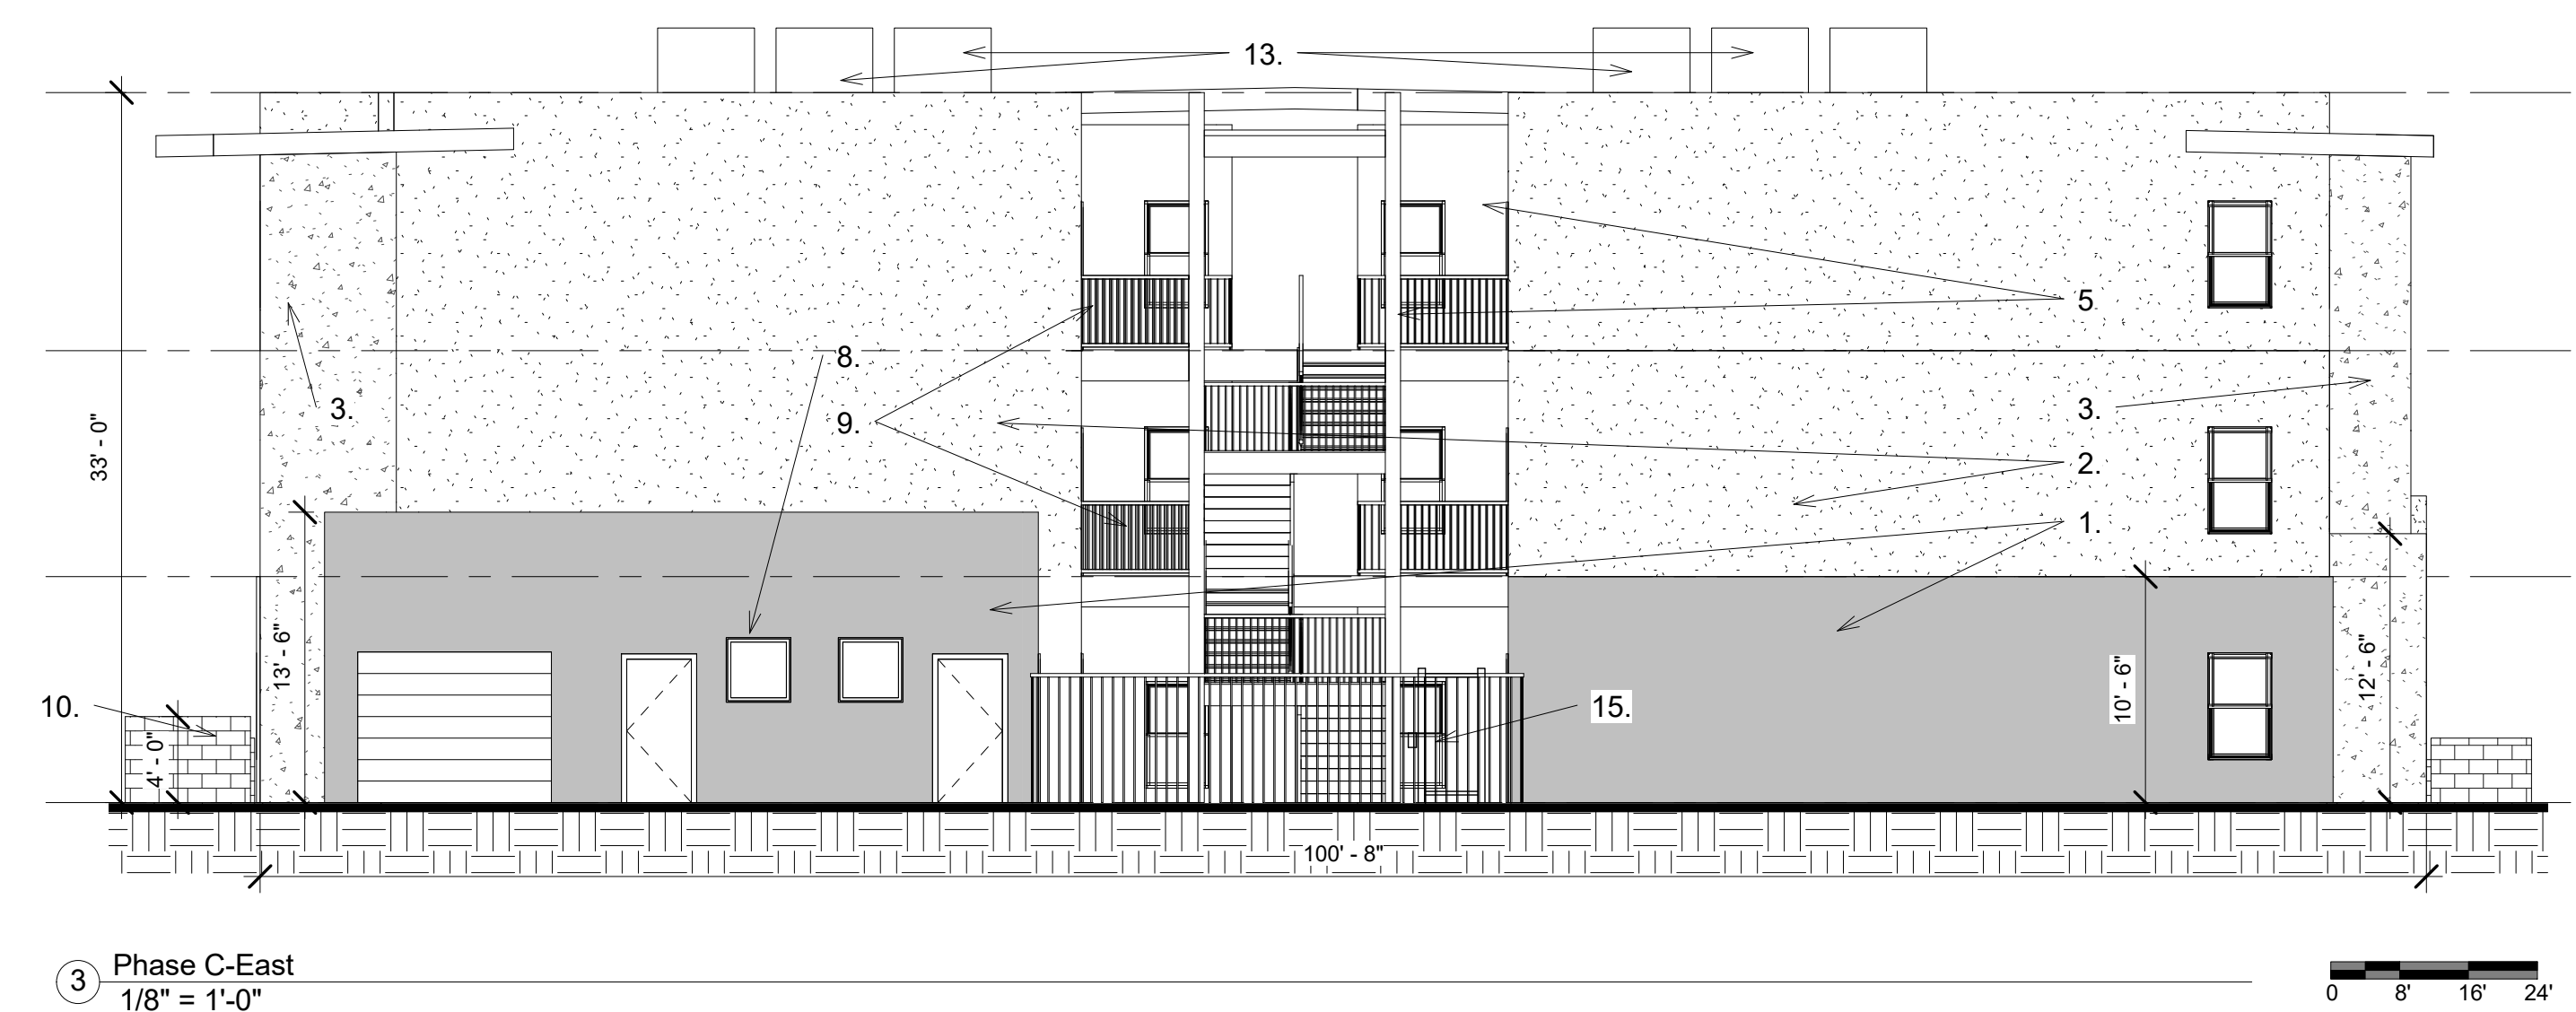 13.
5.
8.
33' - 0"
3.
3.
9.
2.
1.
13' - 6"
12' - 6"
10' - 6"
10.
15.
4' - 0"
100' - 8"
3
Phase C-East
1/8" = 1'-0"
0 8' 16' 24'